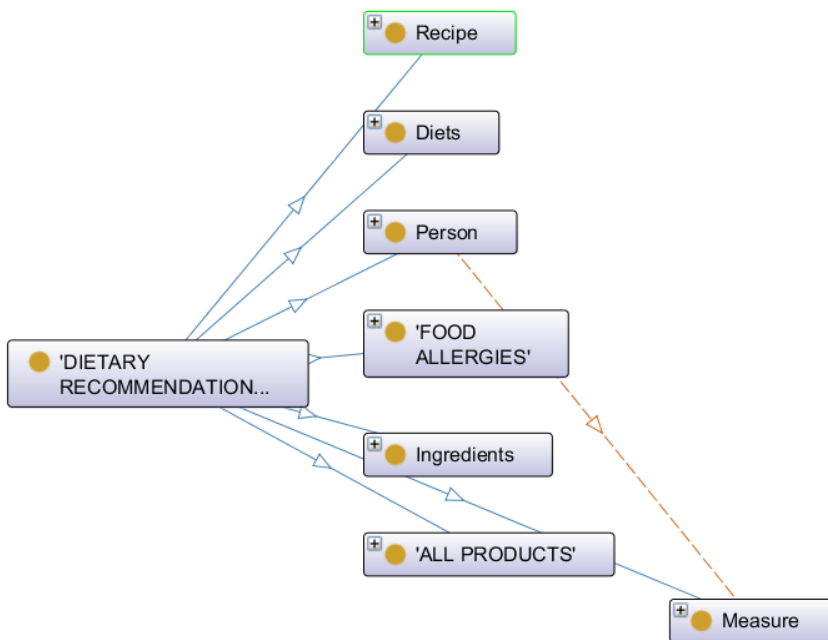 Recipe
Diets
Person
'FOOD
ALLERGIES'
'DIETARY
RECOMMENDATION...
Ingredients
'ALL PRODUCTS'
Measure